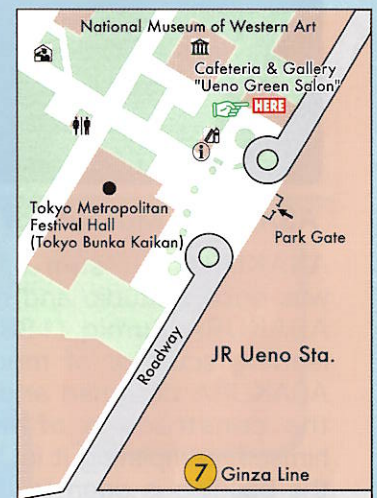 National Museum of Western Art
Cafeteria & Gallery
"Ueno Green Salon"
HERE
i
Tokyo Metropolitan
Festival Hall
(Tokyo Bunka Kaikan)
Park Gate
JR Ueno Sta.
Roadway
7 Ginza Line